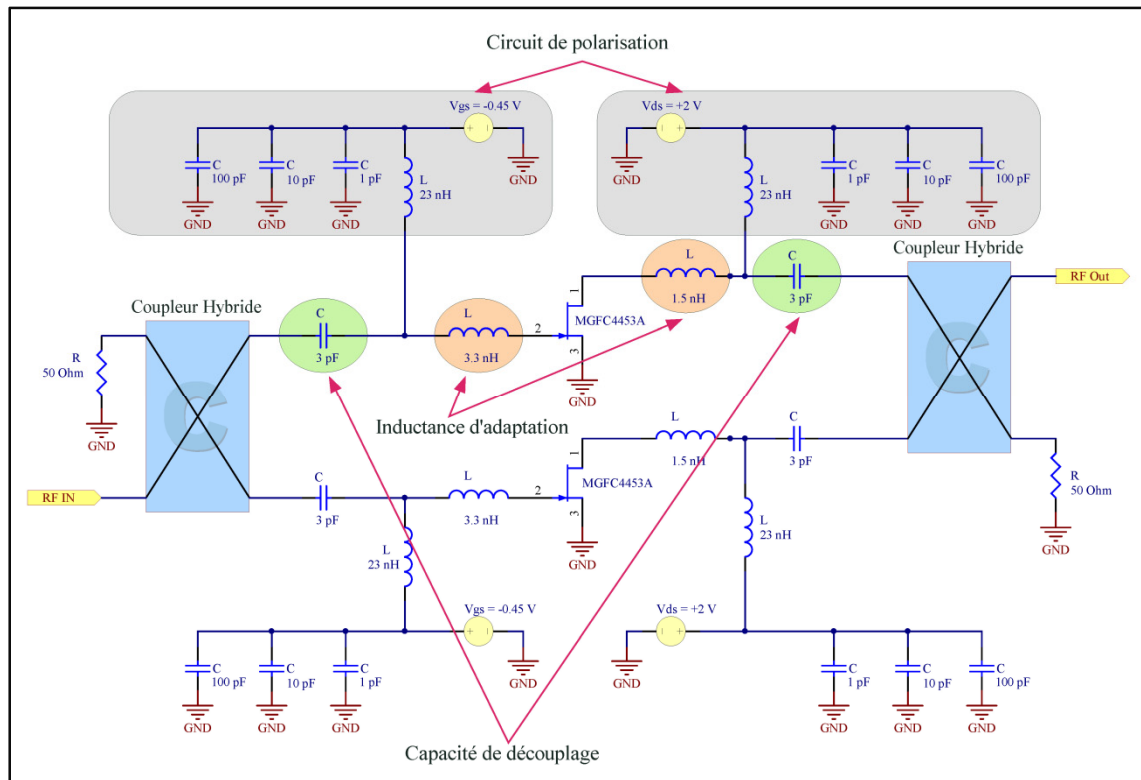 Circuit de polarisation
Vgs = -0.45 V
Vds = +2 V
C
100 pF
C
10 pF
C
1 pF
L
23 nH
GND
GND
GND
GND
GND
L
23 nH
C
1 pF
C
10 pF
C
100 pF
GND
GND
GND
Coupleur Hybride
Coupleur Hybride
C
3 pF
L
3.3 nH
2
1
3
MGFC4453A
GND
L
1.5 nH
C
3 pF
RF Out
R
50 Ohm
GND
C
C
Inductance d'adaptation
RF IN
C
3 pF
L
3.3 nH
2
1
3
MGFC4453A
GND
L
1.5 nH
C
3 pF
R
50 Ohm
GND
L
23 nH
L
23 nH
Vgs = -0.45 V
Vds = +2 V
C
100 pF
C
10 pF
C
1 pF
GND
GND
GND
GND
GND
C
1 pF
C
10 pF
C
100 pF
GND
GND
GND
Capacité de découplage